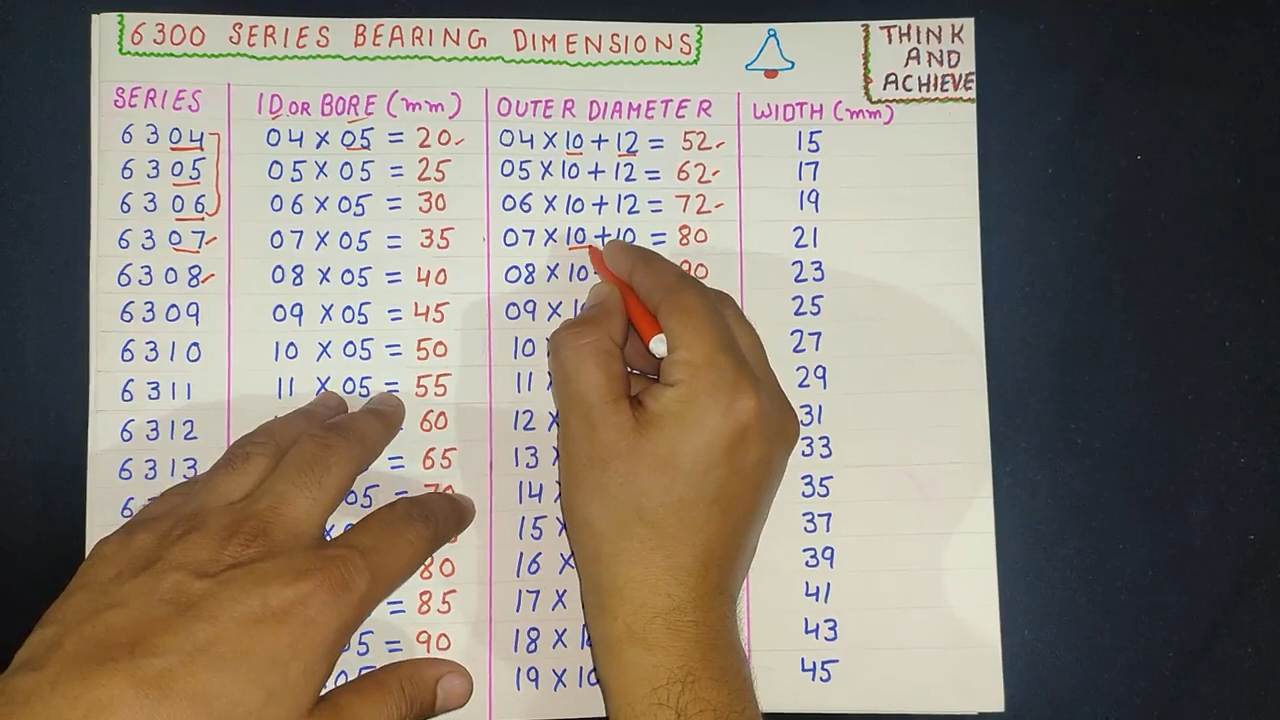 6300 SERIES BEARING DIMENSIONS
THINK
AND
ACHIEVE
SERIES ID OR BORE (mm) OUTER DIAMETER WIDTH (mm)
6304 04 × 05 = 20 04 × 10 + 12 = 52 15
6305 05 × 05 = 25 05 × 10 + 12 = 62 17
6306 06 × 05 = 30 06 × 10 + 12 = 72 19
6307 07 × 05 = 35 07 × 10 + 10 = 80 21
6308 08 × 05 = 40 08 × 10 90 23
6309 09 × 05 = 45 09 × 25
6310 10 × 05 = 50 10 27
6311 11 × 05 = 55 11 29
6312 60 12 × 31
6313 = 65 13 33
6 05 = 14 35
15 37
80 16 × 39
= 85 17 × 41
5 = 90 18 × 43
19 × 10 45